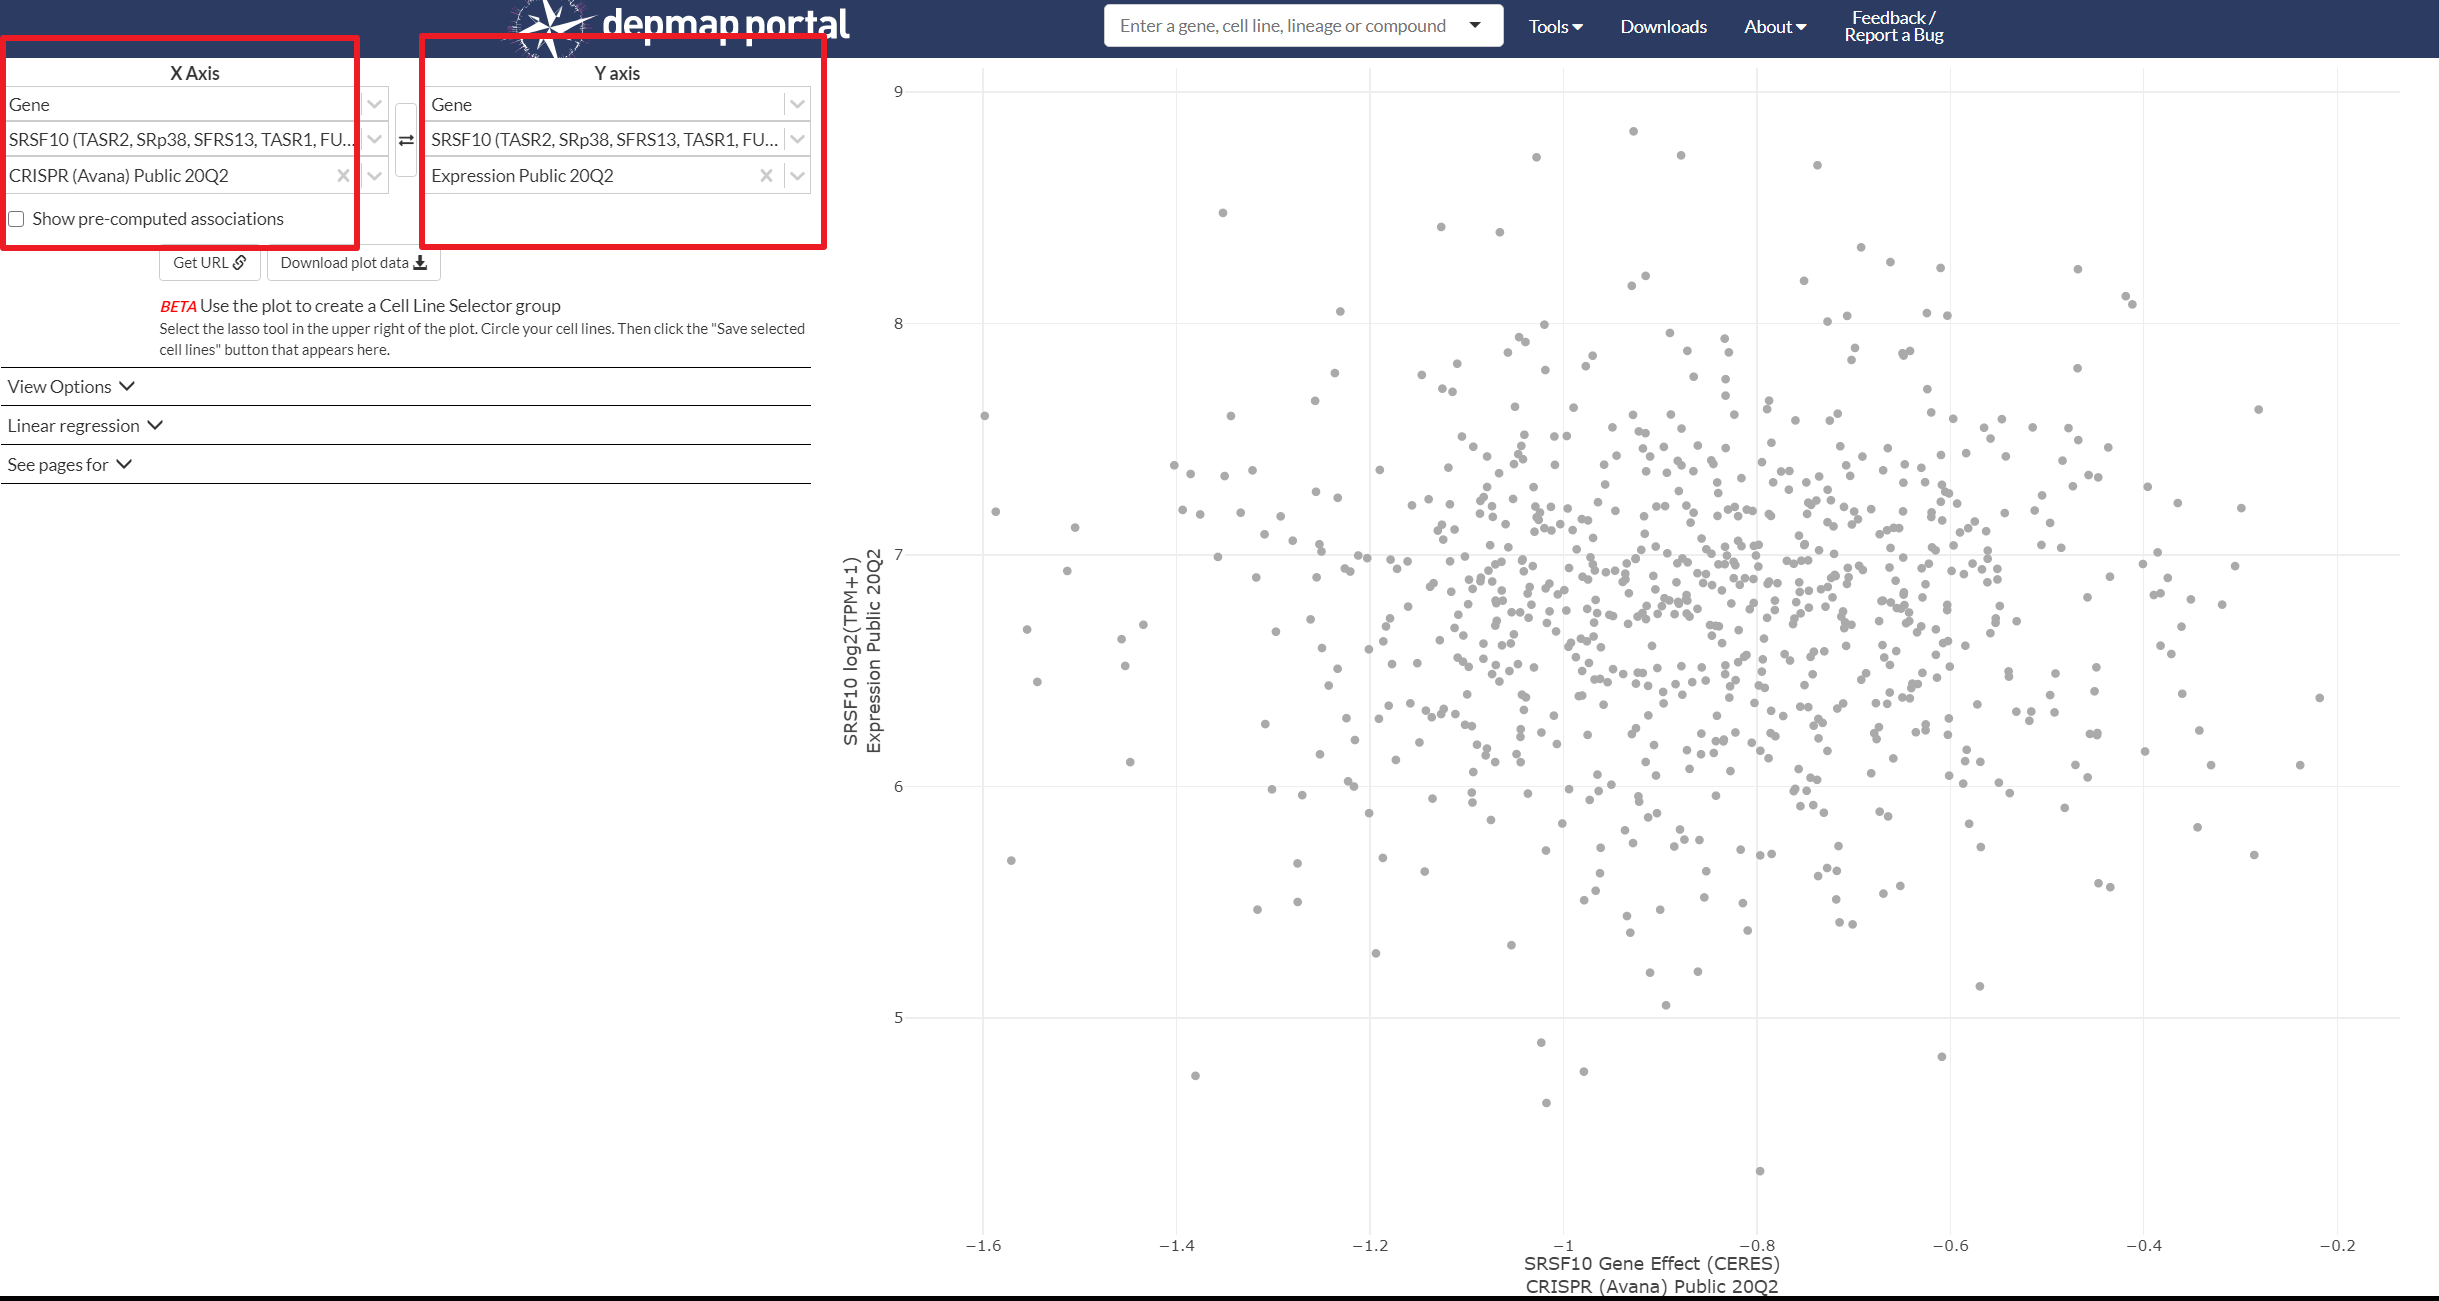 depmap portal
Enter a gene, cell line, lineage or compound
Tools
Downloads
About
Feedback /
Report a Bug
X Axis
Gene
SRSF10 (TASR2, SRp38, SFRS13, TASR1, FU...
CRISPR (Avana) Public 20Q2
Show pre-computed associations
Y axis
Gene
SRSF10 (TASR2, SRp38, SFRS13, TASR1, FU...
Expression Public 20Q2
Get URL
Download plot data
BETA Use the plot to create a Cell Line Selector group
Select the lasso tool in the upper right of the plot. Circle your cell lines. Then click the "Save selected
cell lines" button that appears here.
View Options
Linear regression
See pages for
SRSF10 log2(TPM+1)
Expression Public 20Q2
9
8
7
6
5
−1.6
−1.4
−1.2
−1
−0.8
−0.6
−0.4
−0.2
SRSF10 Gene Effect (CERES)
CRISPR (Avana) Public 20Q2